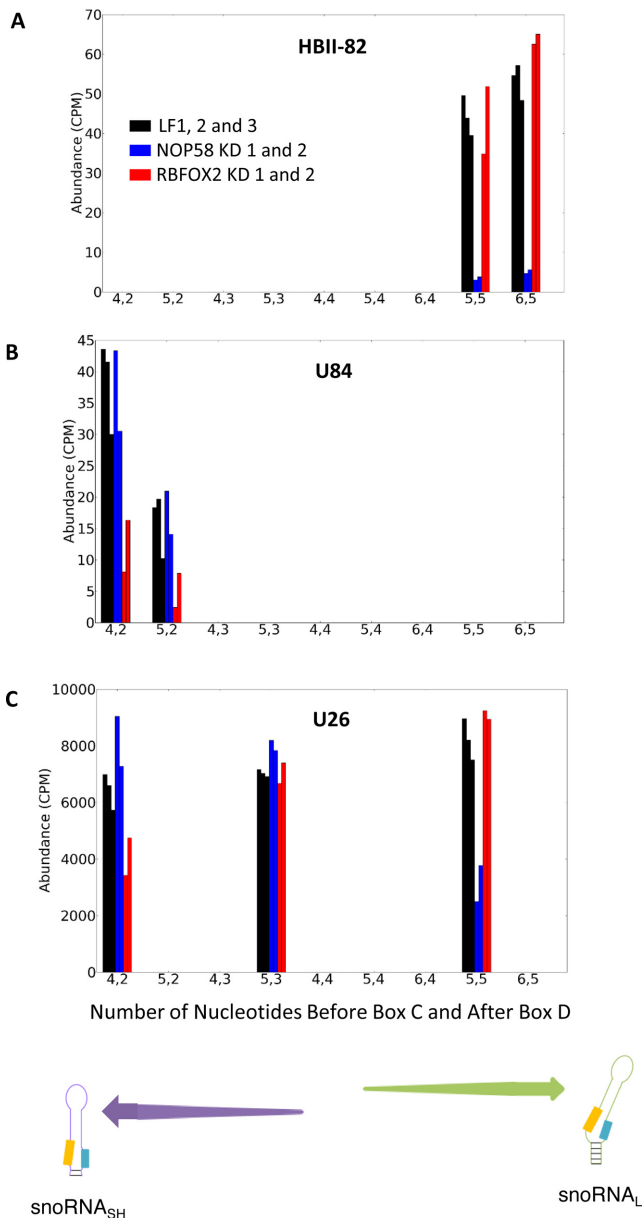 A
HBII-82
LF1, 2 and 3
NOP58 KD 1 and 2
RBFOX2 KD 1 and 2
Abundance (CPM)
70
60
50
40
30
20
10
0
4,2 5,2 4,3 5,3 4,4 5,4 6,4 5,5 6,5
B
U84
Abundance (CPM)
45
40
35
30
25
20
15
10
5
0
4,2 5,2 4,3 5,3 4,4 5,4 6,4 5,5 6,5
C
U26
Abundance (CPM)
10000
8000
6000
4000
2000
0
4,2 5,2 4,3 5,3 4,4 5,4 6,4 5,5 6,5
Number of Nucleotides Before Box C and After Box D
snoRNASH
snoRNAL